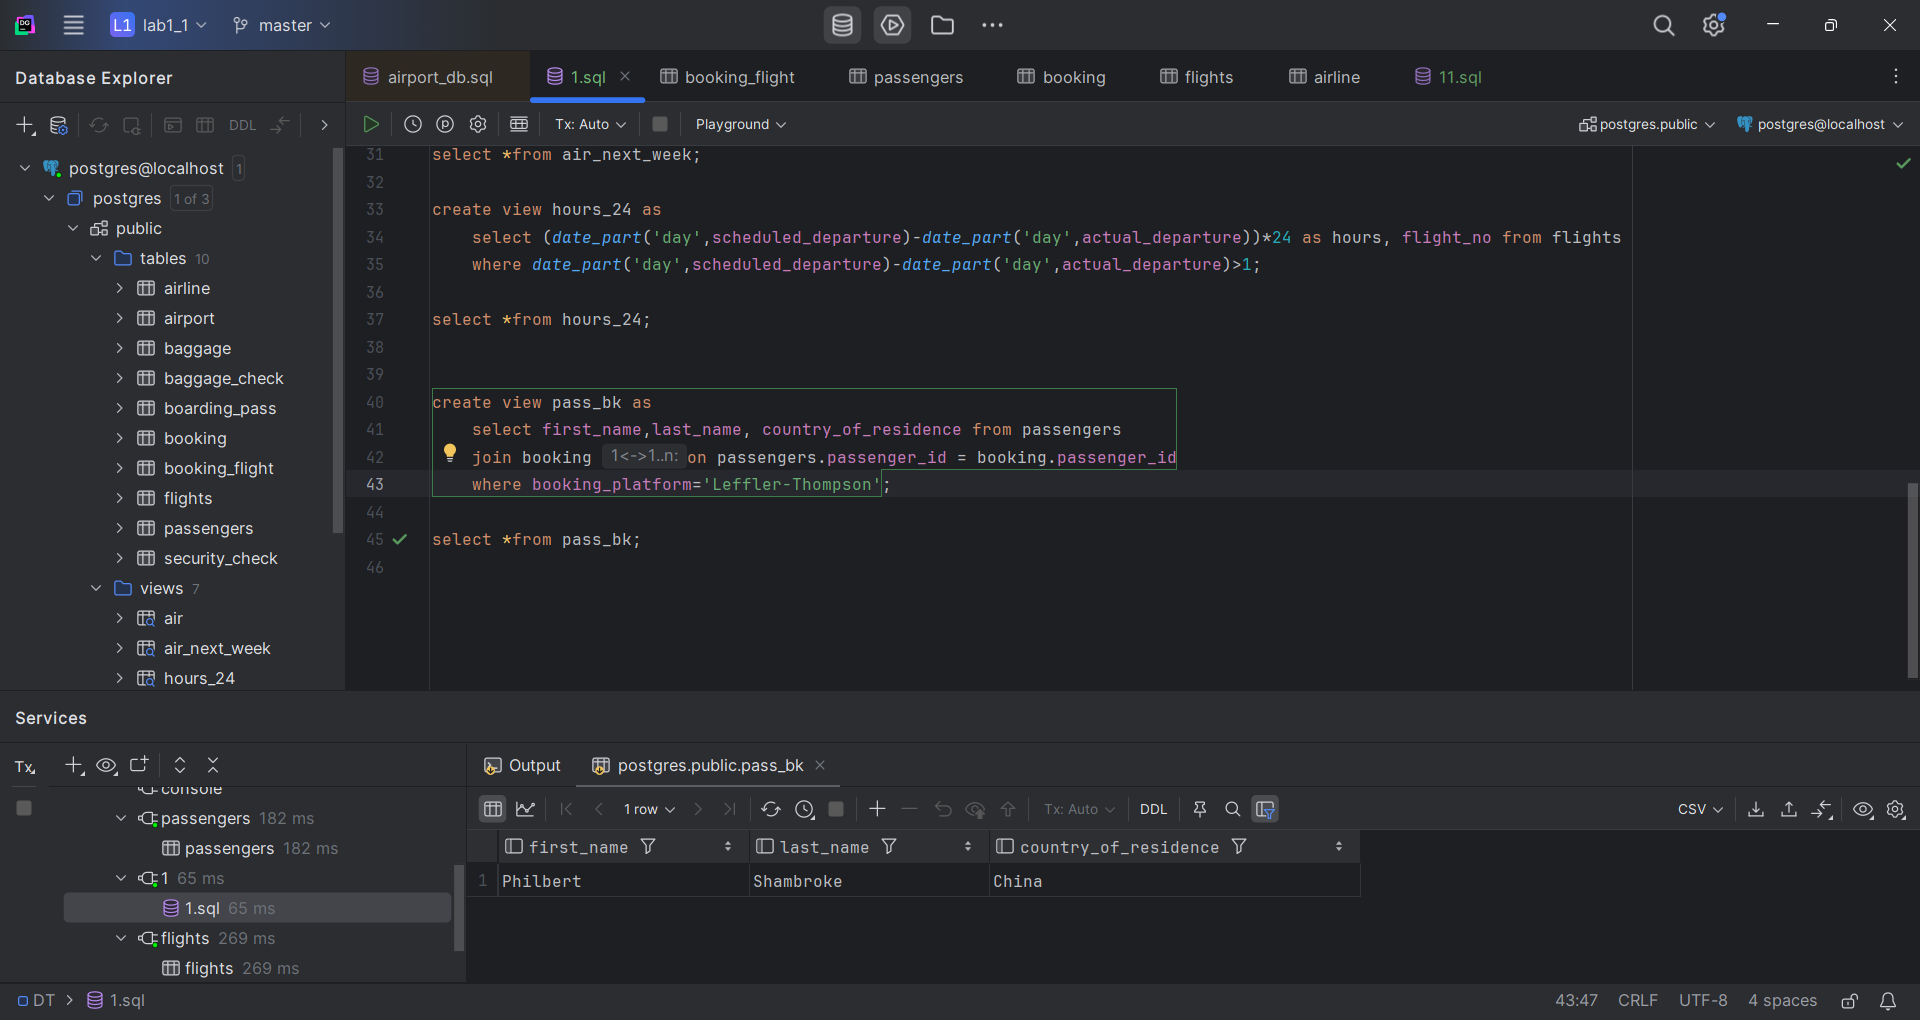 L1 lab1_1 master
Database Explorer
airport_db.sql 1.sql booking_flight passengers booking flights airline 11.sql
DDL
Tx: Auto Playground postgres.public postgres@localhost
postgres@localhost 1
postgres 1 of 3
public
tables 10
airline
airport
baggage
baggage_check
boarding_pass
booking
booking_flight
flights
passengers
security_check
views 7
air
air_next_week
hours_24
31 select *from air_next_week;
32
33 create view hours_24 as
34 select (date_part('day',scheduled_departure)-date_part('day',actual_departure))*24 as hours, flight_no from flights
35 where date_part('day',scheduled_departure)-date_part('day',actual_departure)>1;
36
37 select *from hours_24;
38
39
40 create view pass_bk as
41 select first_name,last_name, country_of_residence from passengers
42 join booking 1<->1..n: on passengers.passenger_id = booking.passenger_id
43 where booking_platform='Leffler-Thompson';
44
45 select *from pass_bk;
46
Services
Tx
console
passengers 182 ms
passengers 182 ms
1 65 ms
1.sql 65 ms
flights 269 ms
flights 269 ms
Output postgres.public.pass_bk
1 row Tx: Auto DDL CSV
first_name last_name country_of_residence
1 Philbert Shambroke China
DT 1.sql
43:47 CRLF UTF-8 4 spaces